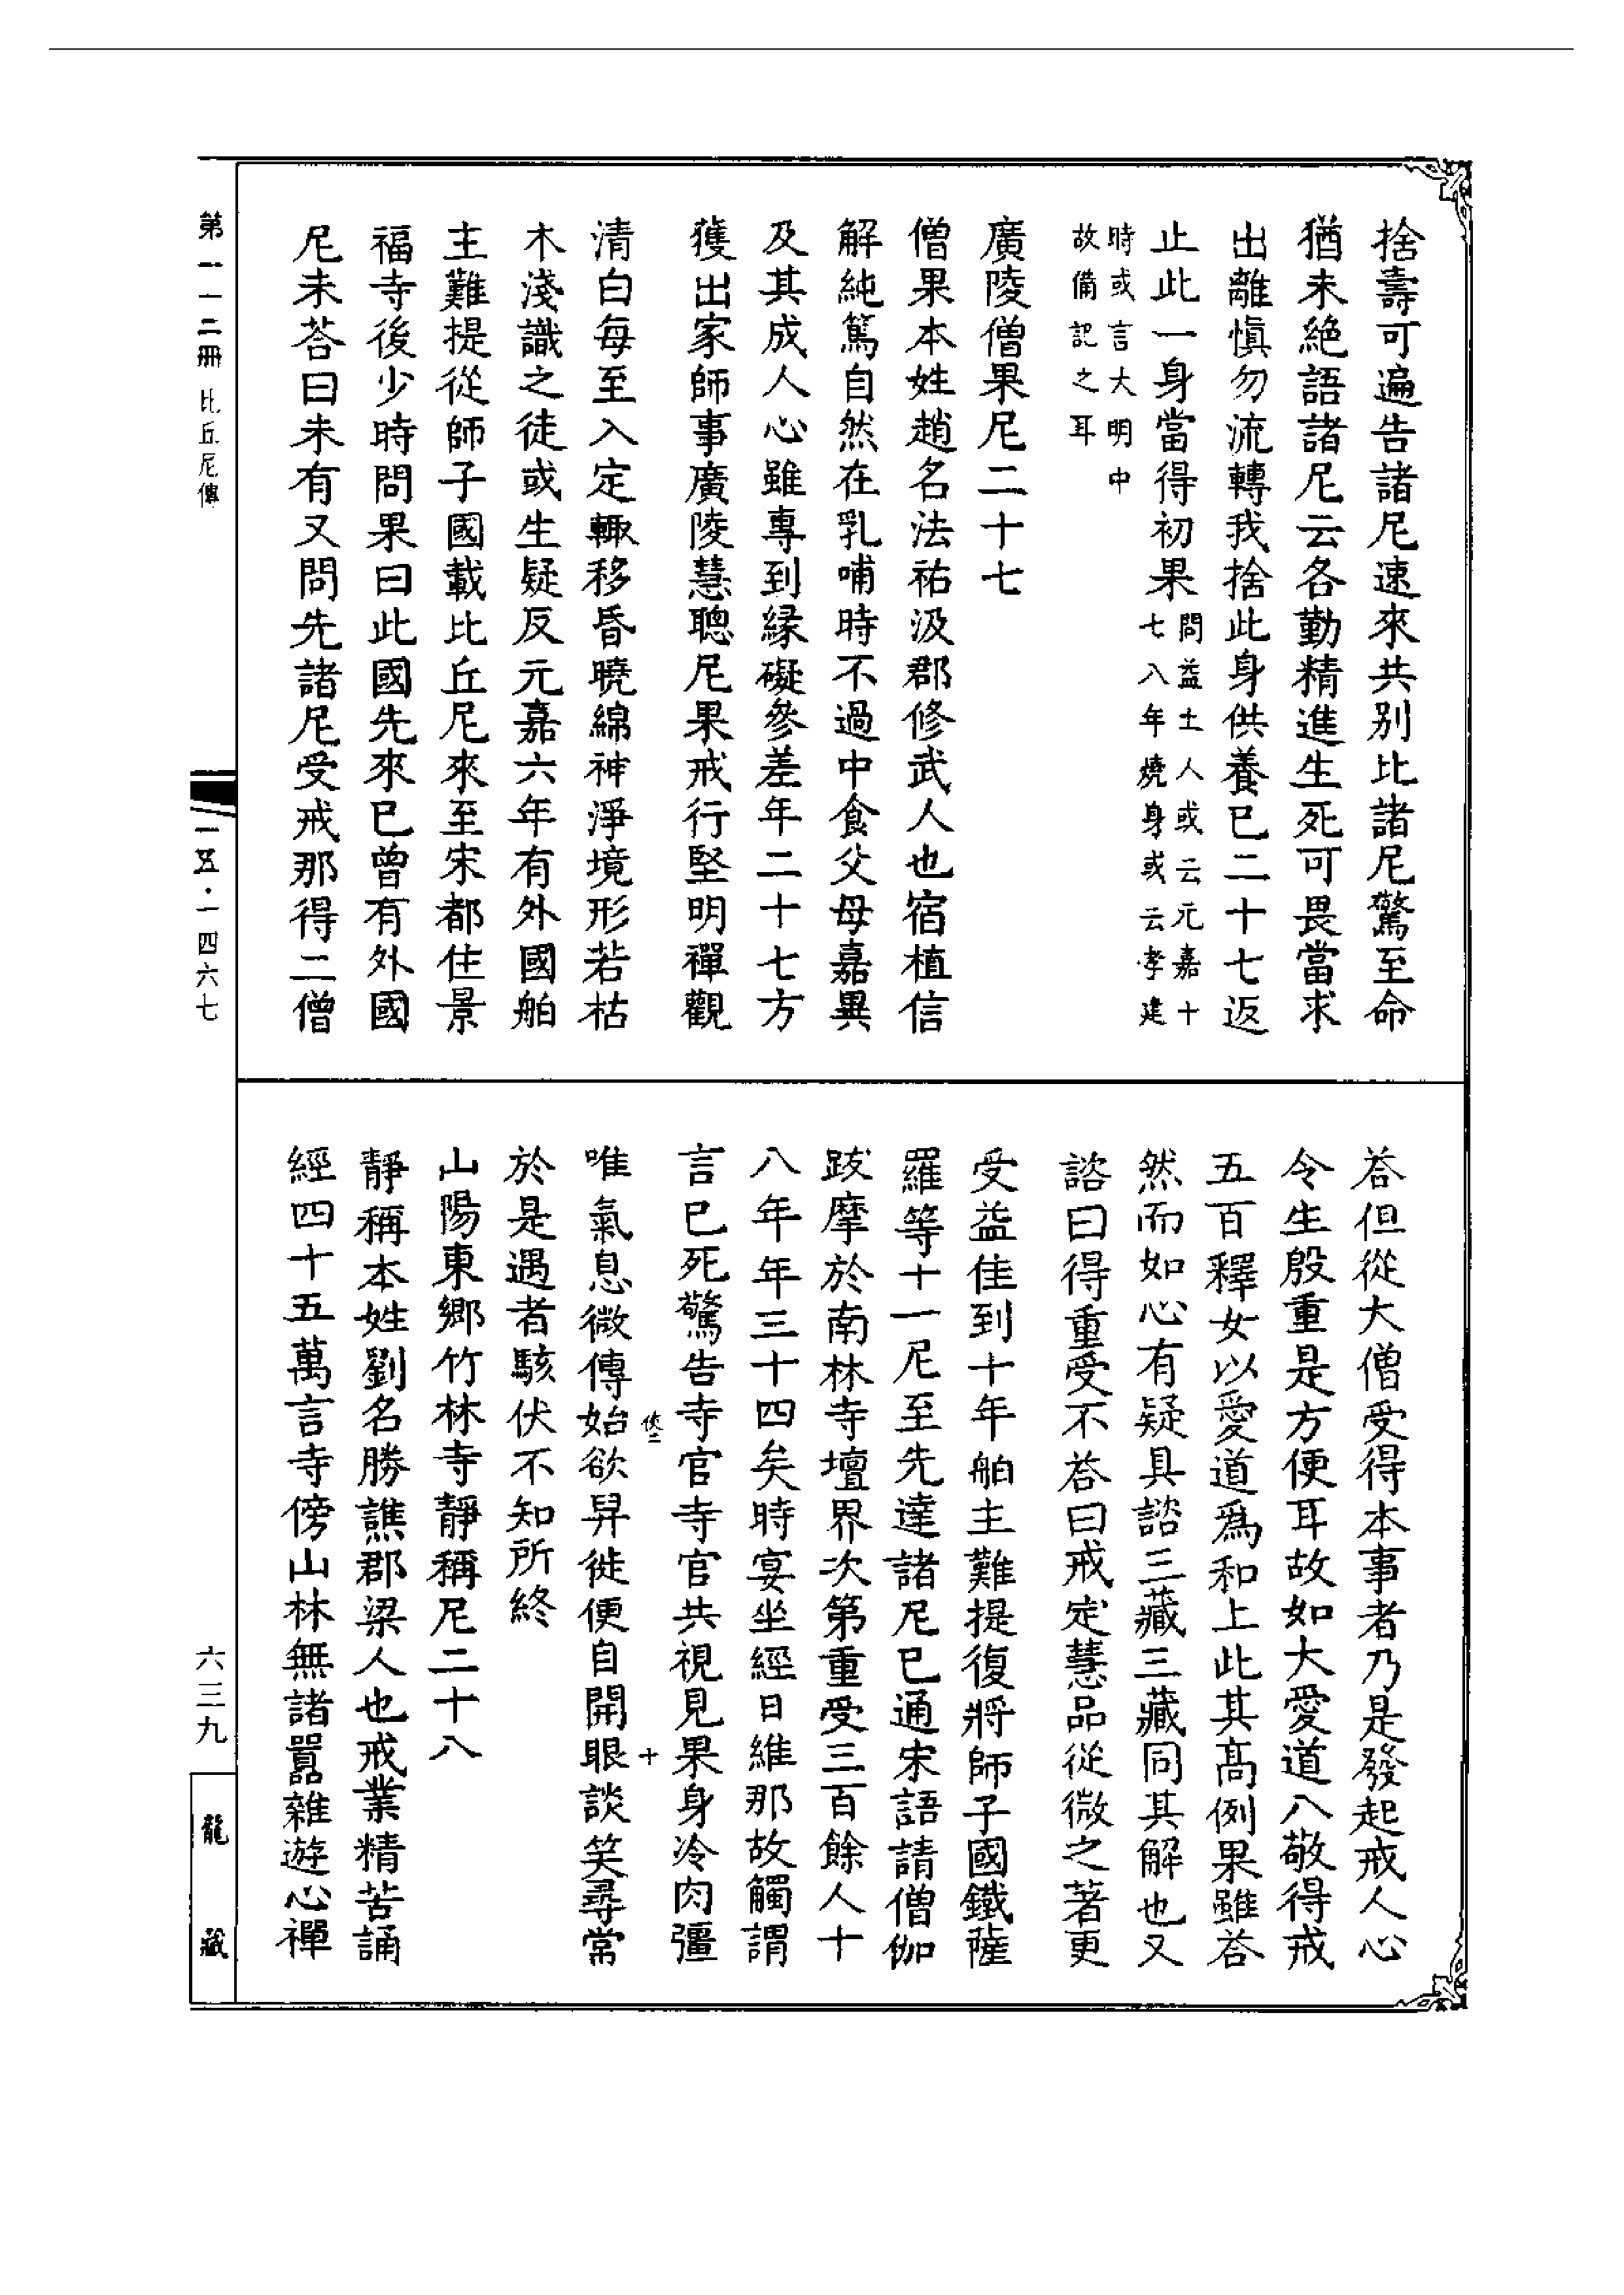 捨壽可遍告諸尼速來共別比諸尼驚至命
猶未絶語諸尼云各勤精進生死可畏當求
出離慎勿流轉我捨此身供養已二十七返
止此一身當得初果問益土人或云元嘉十
七八年燒身或云孝建
時或言大明中
故備記之耳
廣陵僧果尼二十七
僧果本姓趙名法祐汲郡修武人也宿植信
解純篤自然在乳哺時不過中食父母嘉異
及其成人心雖專到縁礙參差年二十七方
獲出家師事廣陵慧聰尼果戒行堅明禪觀
清白每至入定輙移昏曉綿神淨境形若枯
木淺識之徒或生疑反元嘉六年有外國舶
主難提從師子國載比丘尼來至宋都住景
福寺後少時問果曰此國先來已曾有外國
尼未荅曰未有又問先諸尼受戒那得二僧
荅但從大僧受得本事者乃是發起戒人心
令生殷重是方便耳故如大愛道八敬得戒
五百釋女以愛道爲和上此其高例果雖荅
然而如心有疑具諮三藏三藏同其解也又
諮曰得重受不荅曰戒定慧品從微之著更
受益佳到十年舶主難提復將師子國鐵薩
羅等十一尼至先達諸尼已通宋語請僧伽
跋摩於南林寺壇界次第重受三百餘人十
八年年三十四矣時宴坐經日維那故觸謂
言已死驚告寺官寺官共視見果身冷肉彊
唯氣息微傳始欲舁徙便自開眼談笑尋常
於是遇者駭伏不知所終
山陽東鄉竹林寺靜稱尼二十八
靜稱本姓劉名勝譙郡梁人也戒業精苦誦
經四十五萬言寺傍山林無諸囂雜遊心禪
十
第一一二冊 比丘尼傳
一五·一四六七
六三九
龍藏